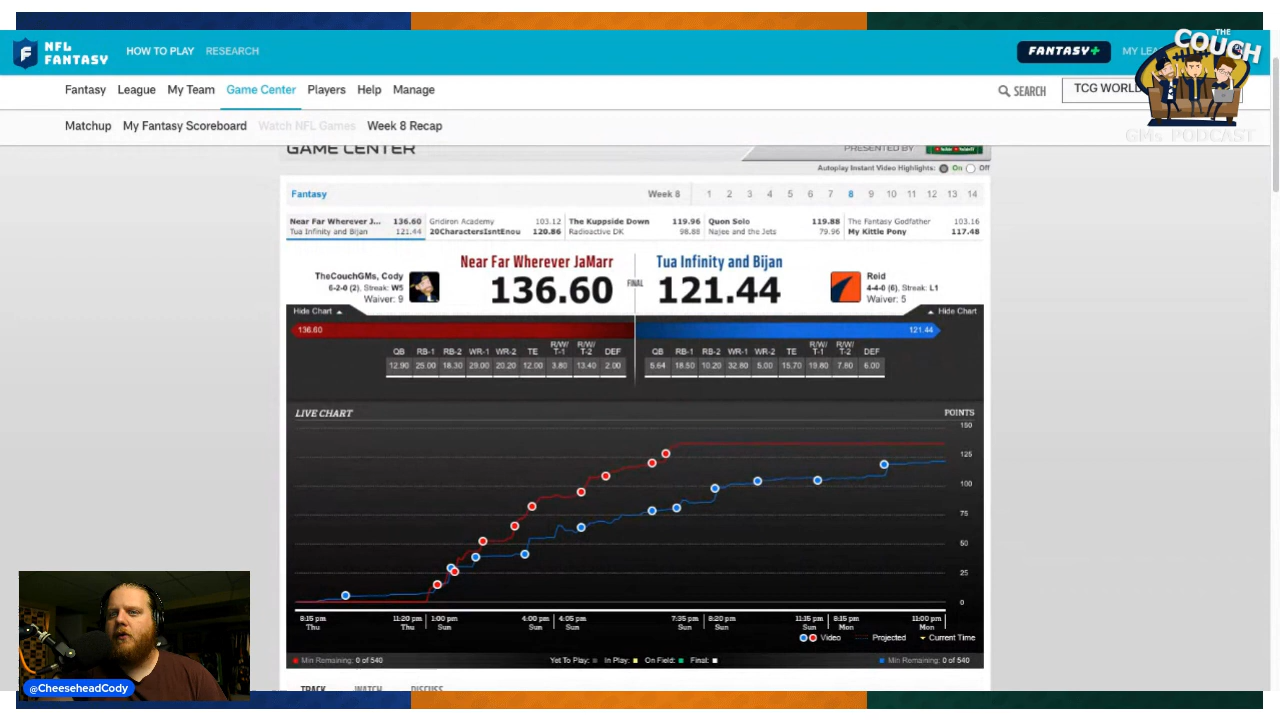 NFL
FANTASY
HOW TO PLAY RESEARCH
FANTASY+
MY LEA
THE
COUCH
GMs PODCAST
Fantasy League My Team Game Center Players Help Manage
SEARCH
TCG WORLD
Matchup My Fantasy Scoreboard Watch NFL Games Week 8 Recap
GAME CENTER
PRESENTED BY
Autoplay Instant Video Highlights: On Off
Fantasy
Week 8 1 2 3 4 5 6 7 8 9 10 11 12 13 14
Near Far Wherever J... 136.60 Gridiron Academy 103.12 The Kuppside Down 119.96 Quon Solo 119.88 The Fantasy Godfather 103.16
Tua Infinity and Bijan 121.44 20CharactersIsntEnou 120.86 Radioactive DK 98.88 Najee and the Jets 79.96 My Kittle Pony 117.48
Near Far Wherever JaMarr Tua Infinity and Bijan
TheCouchGMs, Cody
6-2-0 (2), Streak: W5
Waiver: 9
136.60 FINAL 121.44
Reid
4-4-0 (6), Streak: L1
Waiver: 5
Hide Chart Hide Chart
136.60 121.44
QB RB-1 RB-2 WR-1 WR-2 TE R/W/T-1 R/W/T-2 DEF QB RB-1 RB-2 WR-1 WR-2 TE R/W/T-1 R/W/T-2 DEF
12.90 25.00 18.30 29.00 20.20 12.00 3.80 13.40 2.00 5.64 18.50 10.20 32.80 5.00 15.70 19.80 7.80 6.00
LIVE CHART POINTS
150
125
100
75
50
25
0
8:15 pm 11:20 pm 1:00 pm 4:00 pm 4:05 pm 7:35 pm 8:20 pm 11:15 pm 8:15 pm 11:00 pm
Thu Thu Sun Sun Sun Sun Sun Sun Mon Mon
Video Projected Current Time
Min Remaining: 0 of 540 Yet To Play: In Play: On Field: Final: Min Remaining: 0 of 540
TRACK WATCH DISCUSS
@CheeseheadCody